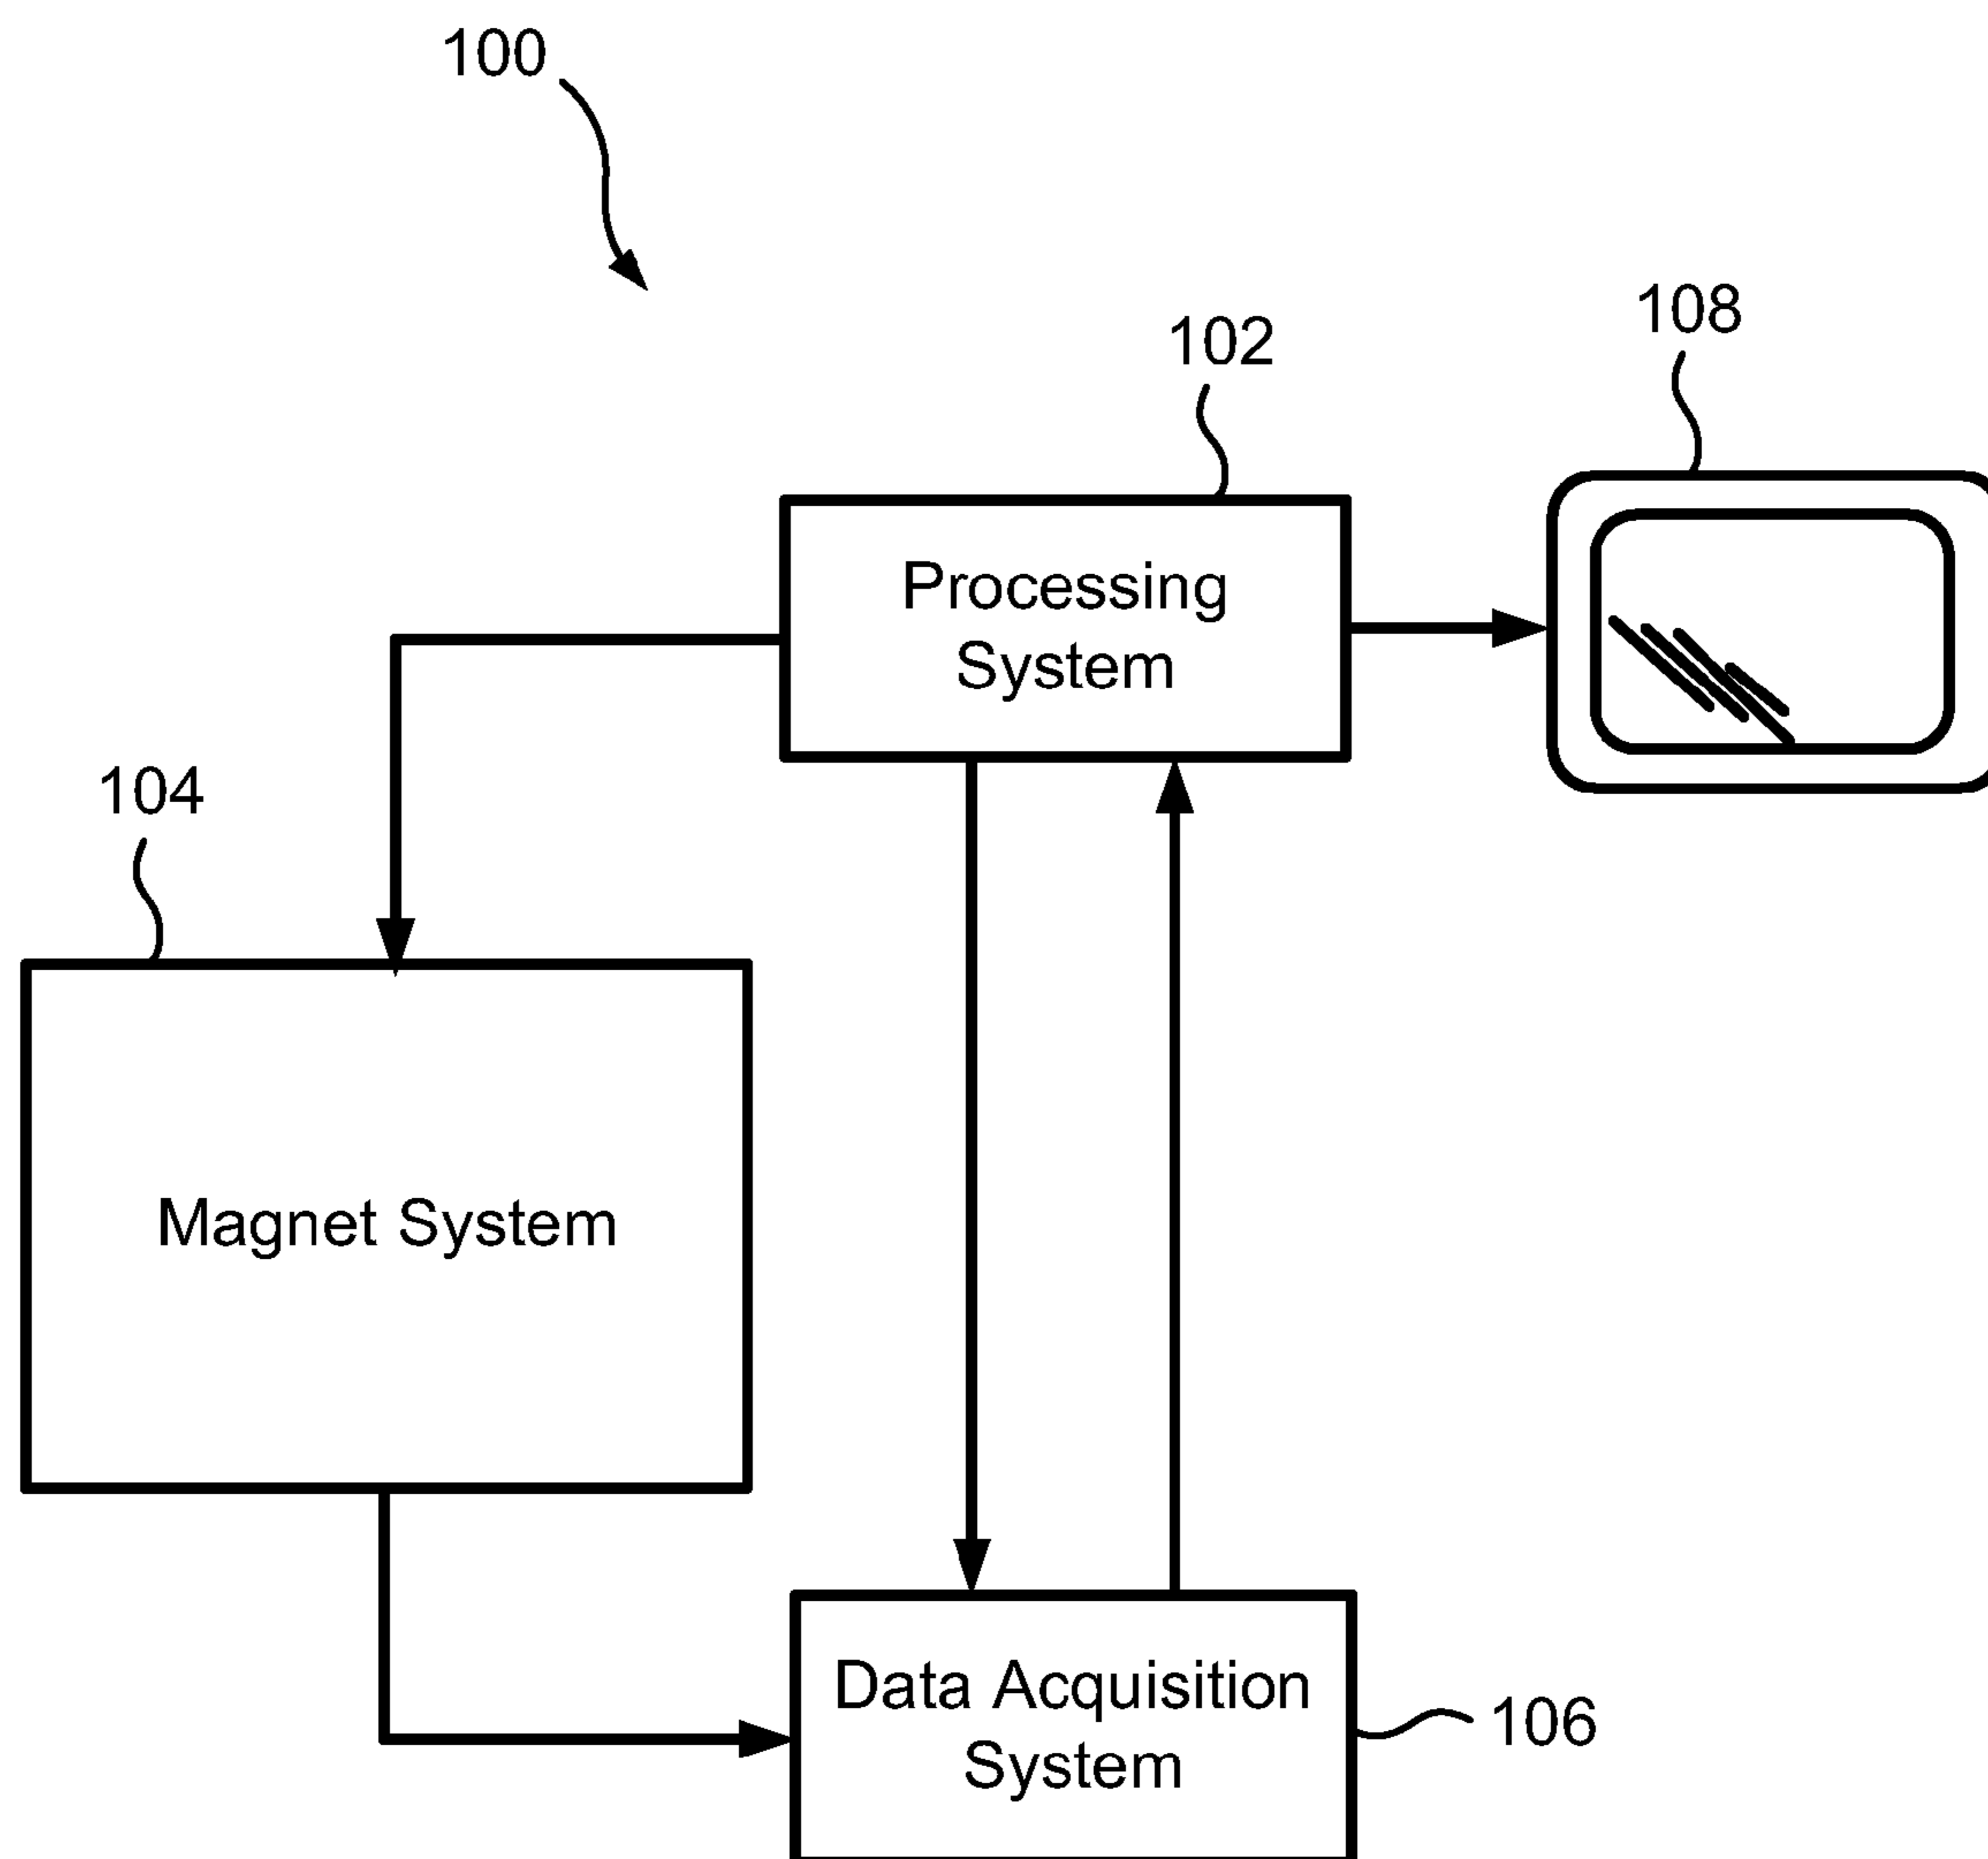 100
108
102
Processing
System
104
Magnet System
Data Acquisition
System
106